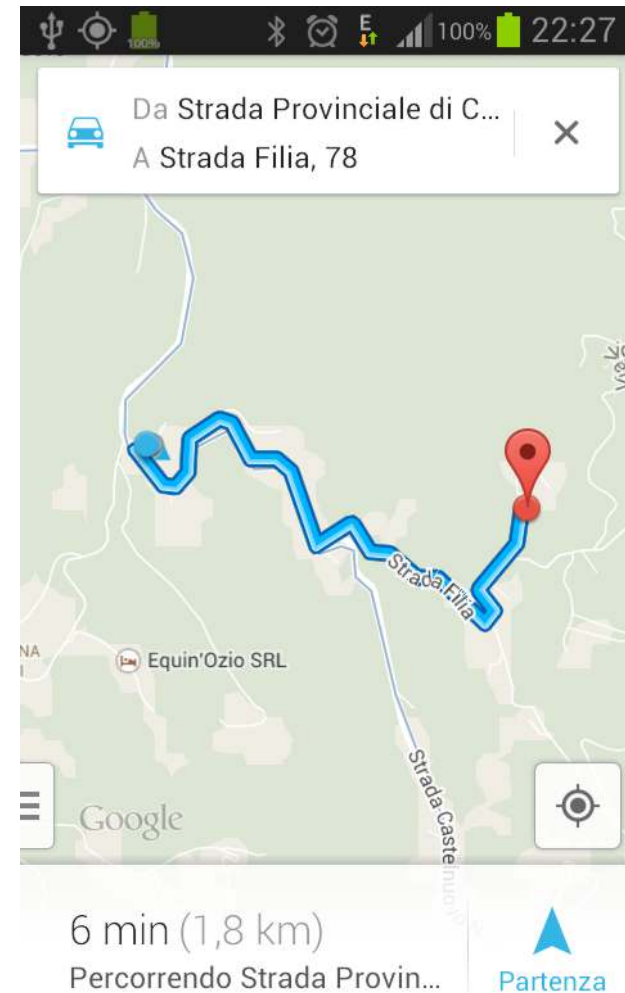 100%
E
100%
22:27
Da Strada Provinciale di C...
A Strada Filia, 78
Strada Filia
NA
Equin'Ozio SRL
Strada Castelnuovo
Google
6 min (1,8 km)
Percorrendo Strada Provin...
Partenza